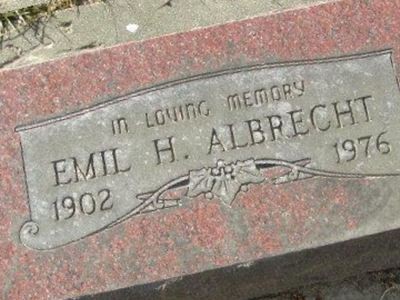 IN LOVING MEMORY
EMIL H. ALBRECHT
1902 1976